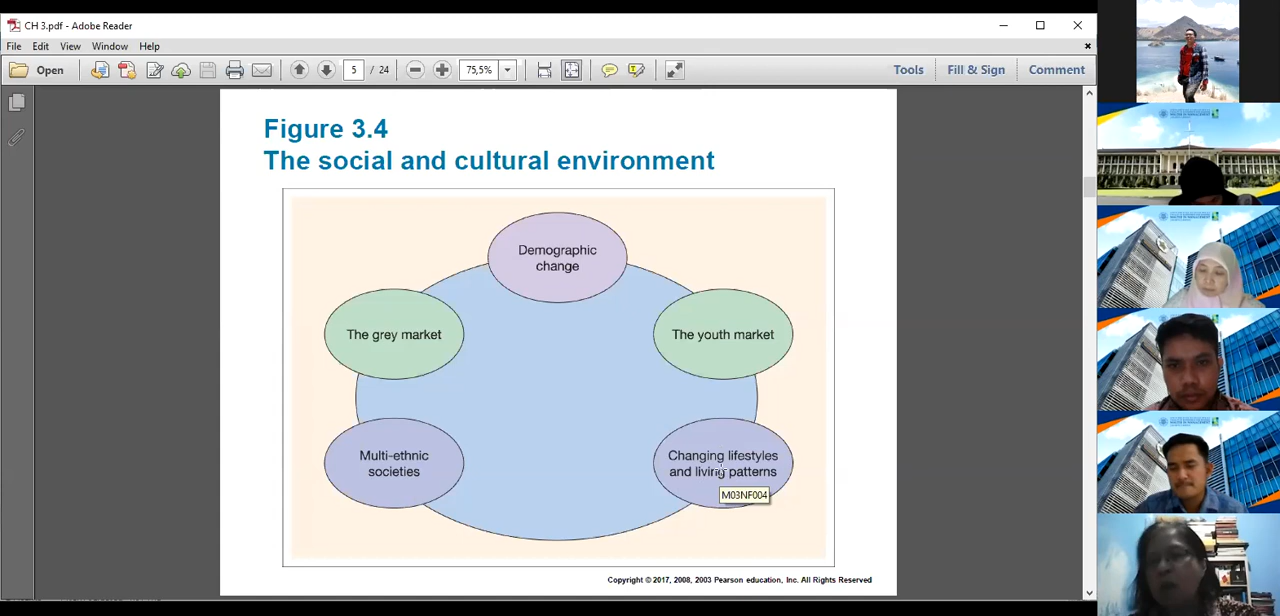 CH 3.pdf - Adobe Reader
File Edit View Window Help
Open
5 / 24
75,5%
Tools
Fill & Sign
Comment
Figure 3.4
The social and cultural environment
Demographic
change
The grey market
The youth market
Multi-ethnic
societies
Changing lifestyles
and living patterns
M03NF004
Copyright © 2017, 2008, 2003 Pearson education, Inc. All Rights Reserved